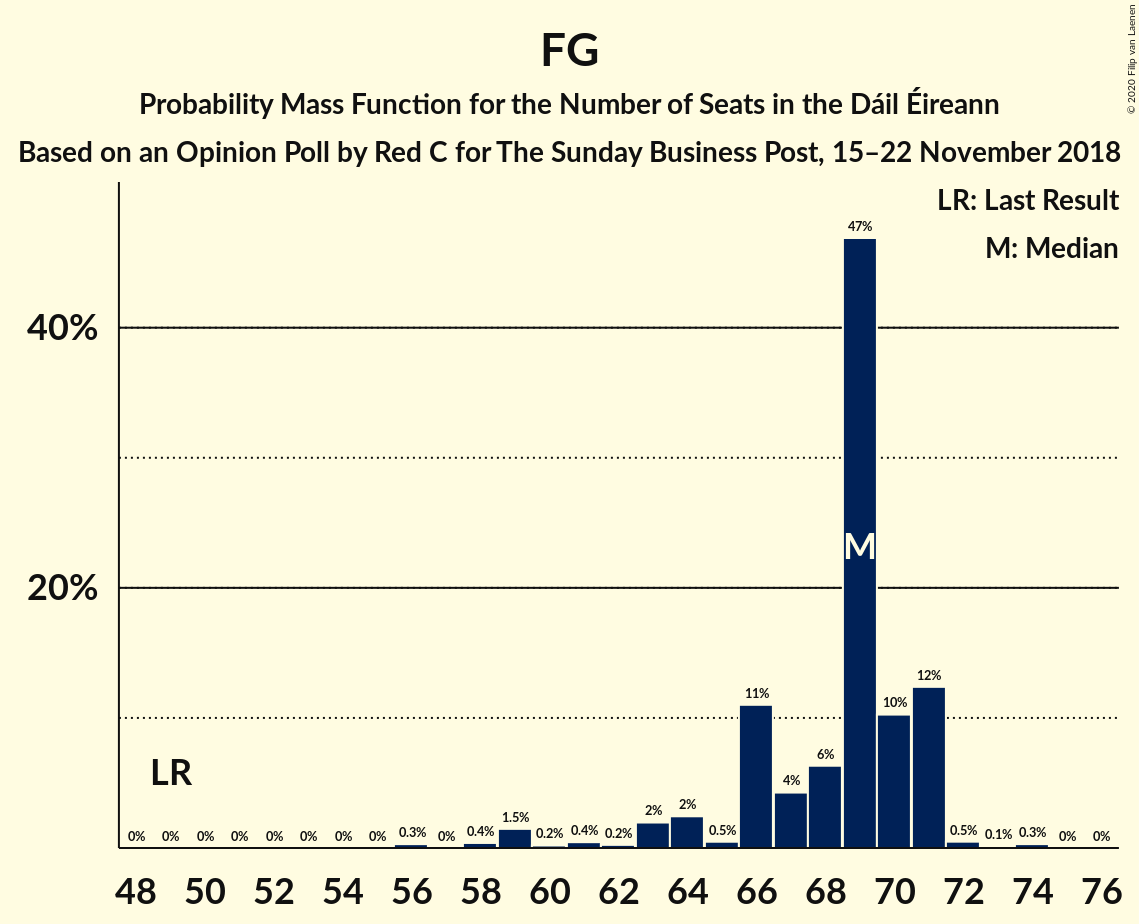 FG
Probability Mass Function for the Number of Seats in the Dáil Éireann
Based on an Opinion Poll by Red C for The Sunday Business Post, 15–22 November 2018
© 2020 Filip van Laenen
LR: Last Result
M: Median
47%
40%
M
20%
12%
11%
10%
6%
4%
LR
2% 2%
1.5%
0% 0% 0% 0% 0% 0% 0% 0% 0.3% 0% 0.4% 0.2% 0.4% 0.2% 0.5% 0.5% 0.1% 0.3% 0% 0%
48 50 52 54 56 58 60 62 64 66 68 70 72 74 76